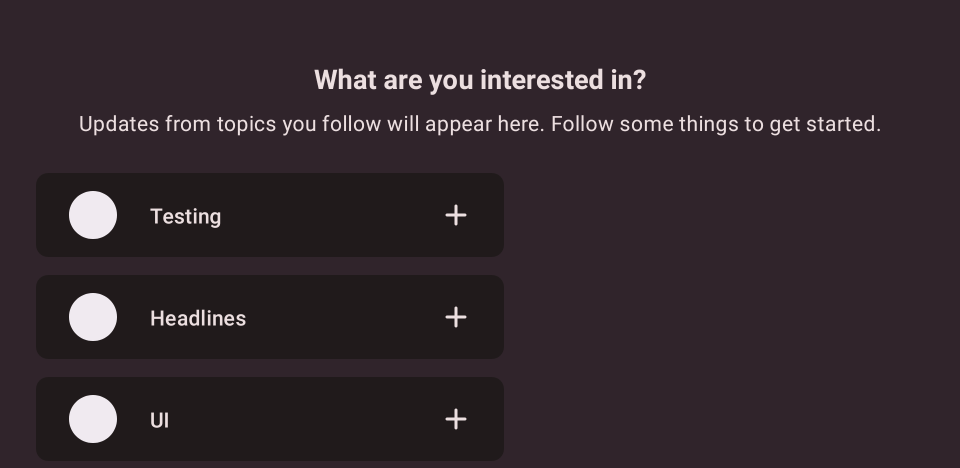 What are you interested in?
Updates from topics you follow will appear here. Follow some things to get started.
Testing
Headlines
UI